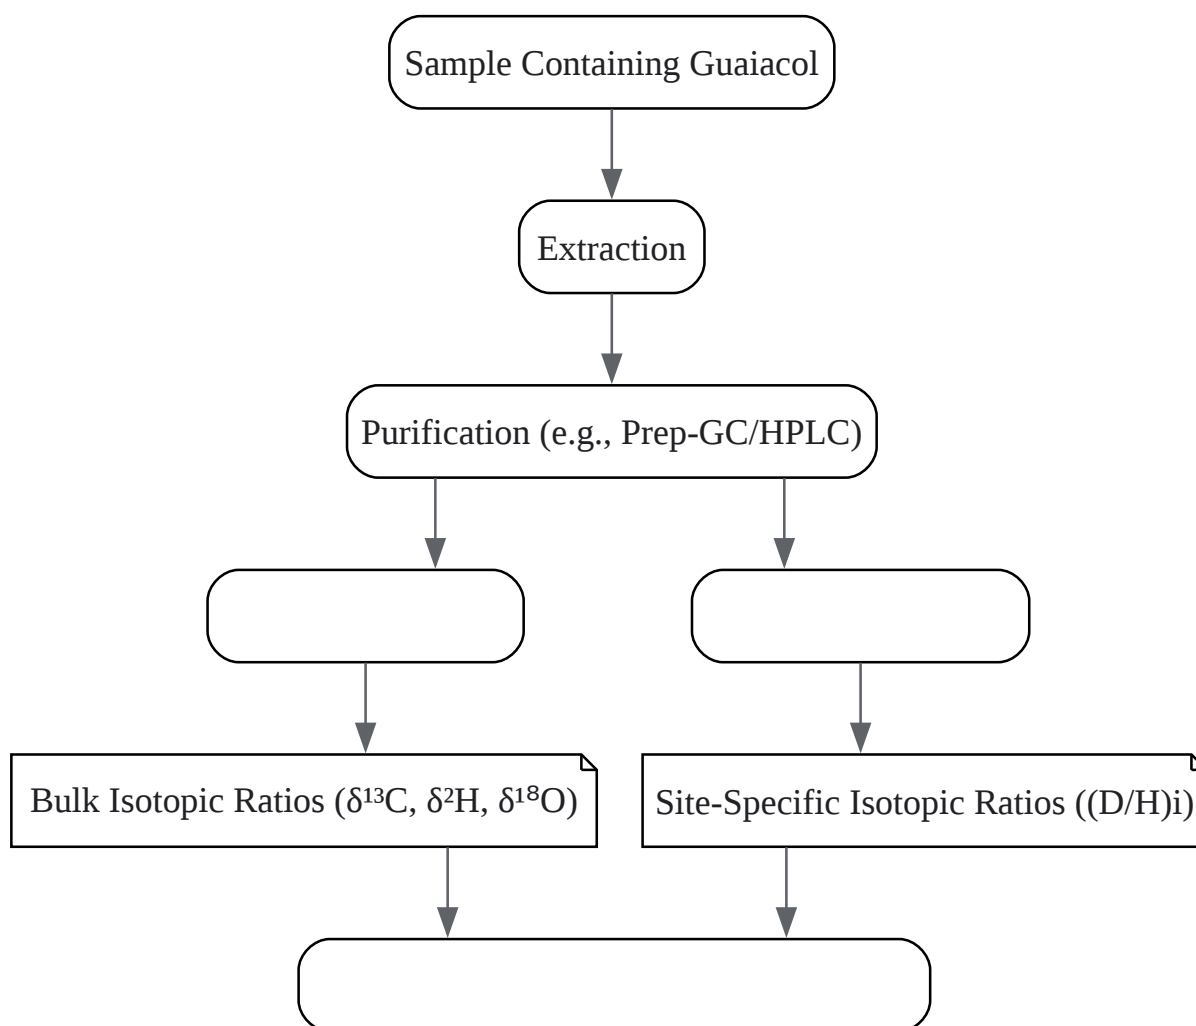 Sample Containing Guaiacol
Extraction
Purification (e.g., Prep-GC/HPLC)
Bulk Isotopic Ratios (δ¹³C, δ²H, δ¹⁸O)
Site-Specific Isotopic Ratios ((D/H)i)